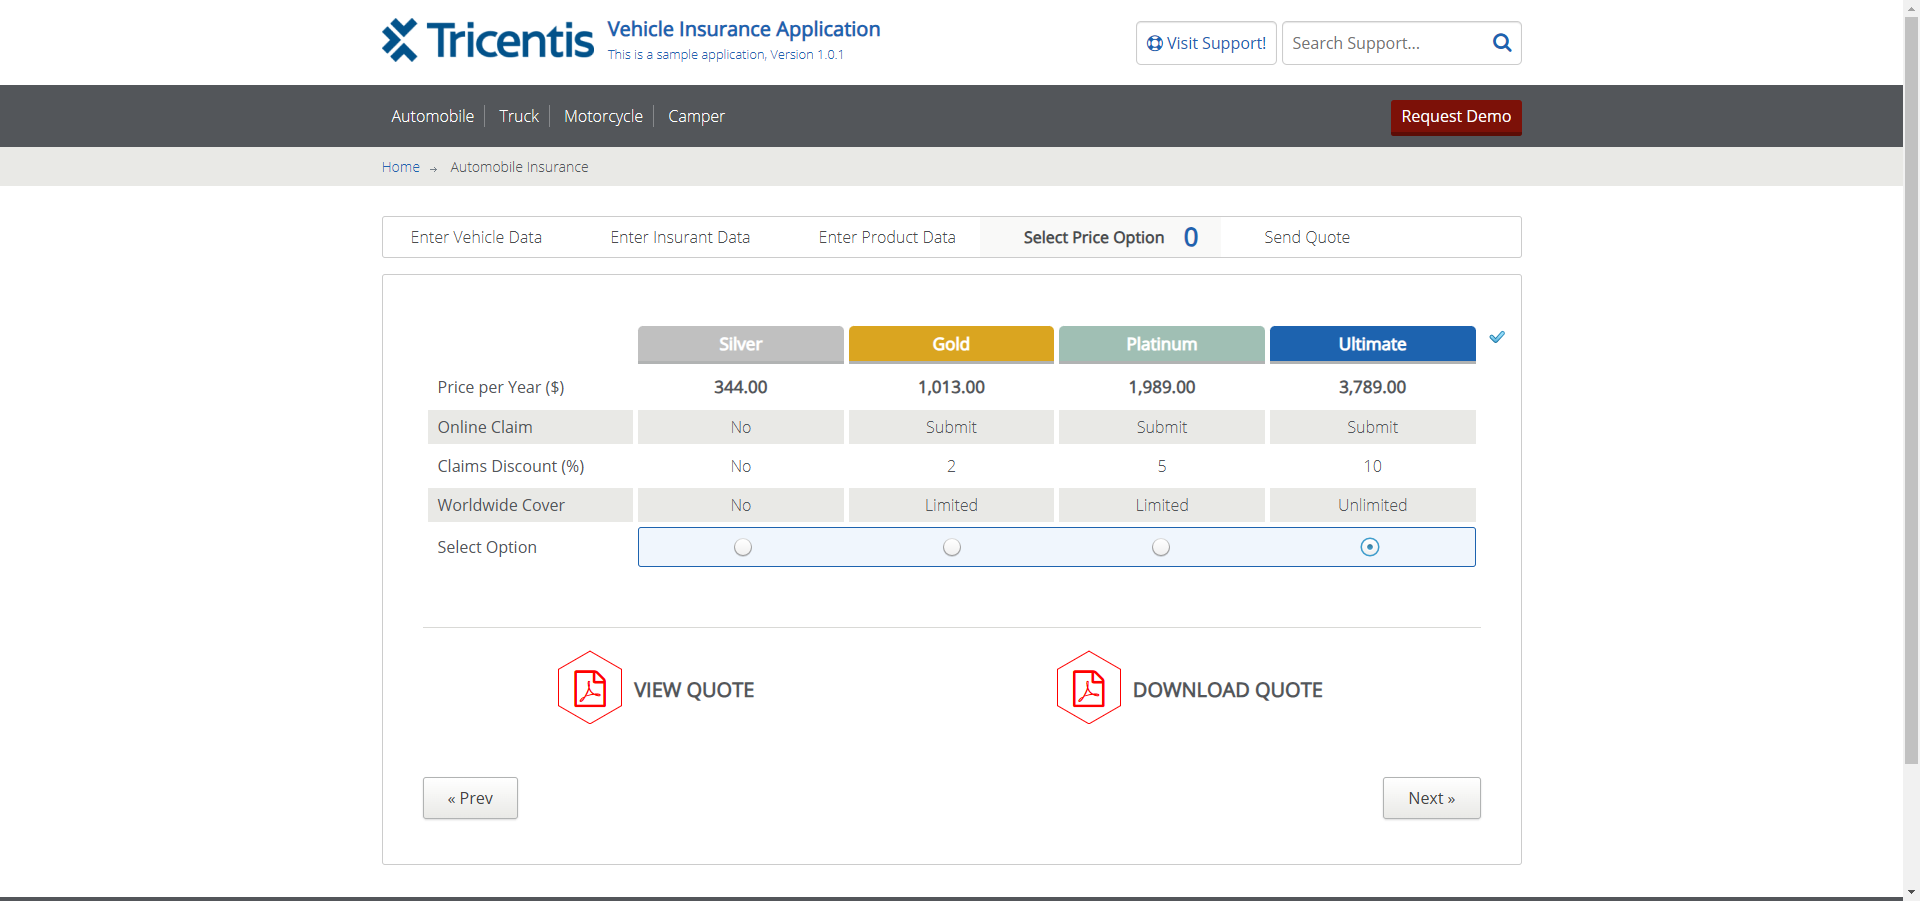 Tricentis
Vehicle Insurance Application
This is a sample application, Version 1.0.1
Visit Support!
Search Support...
Automobile
Truck
Motorcycle
Camper
Request Demo
Home → Automobile Insurance
Enter Vehicle Data
Enter Insurant Data
Enter Product Data
Select Price Option 0
Send Quote
Silver Gold Platinum Ultimate
Price per Year ($) 344.00 1,013.00 1,989.00 3,789.00
Online Claim No Submit Submit Submit
Claims Discount (%) No 2 5 10
Worldwide Cover No Limited Limited Unlimited
Select Option
VIEW QUOTE
DOWNLOAD QUOTE
« Prev
Next »